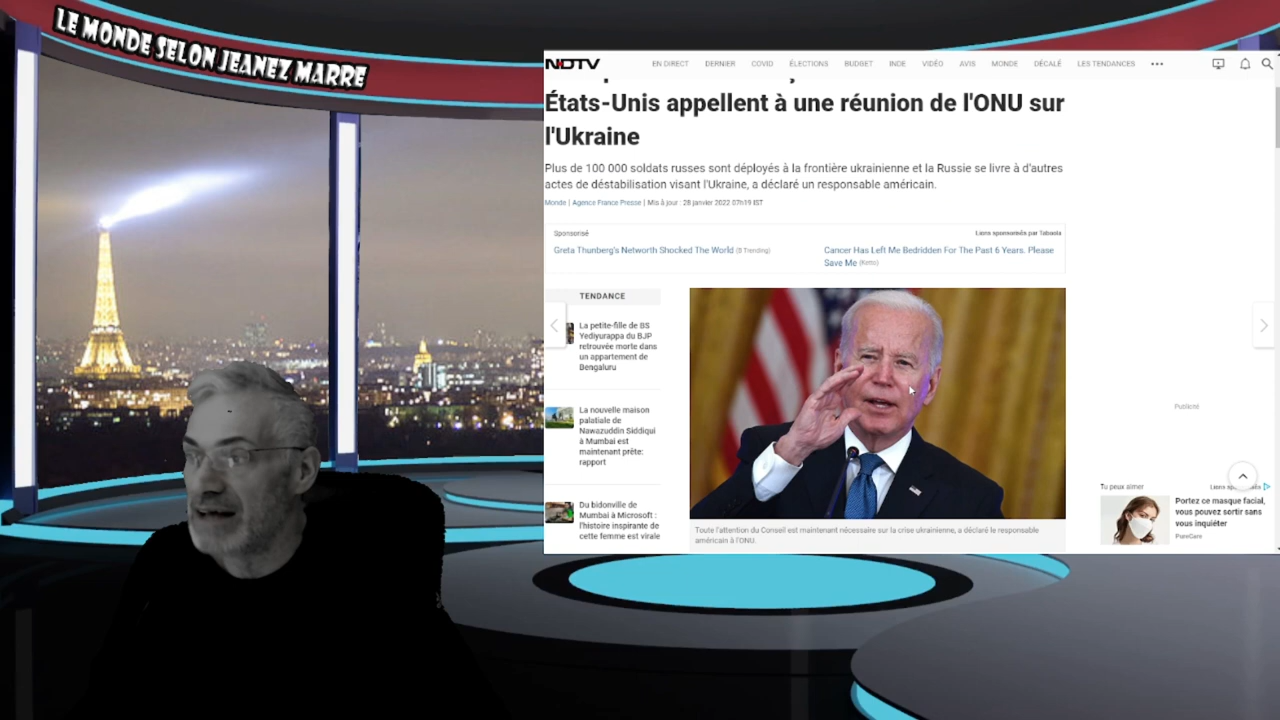 LE MONDE SELON JEANEZ MARRE
NDTV
EN DIRECT DERNIER COVID ÉLECTIONS BUDGET INDE VIDÉO AVIS MONDE DÉCALÉ LES TENDANCES
États-Unis appellent à une réunion de l'ONU sur
l'Ukraine
Plus de 100 000 soldats russes sont déployés à la frontière ukrainienne et la Russie se livre à d'autres
actes de déstabilisation visant l'Ukraine, a déclaré un responsable américain.
Monde | Agence France Presse | Mis à jour : 28 janvier 2022 07h19 IST
Sponsorisé
Liens sponsorisés par Taboola
Greta Thunberg's Networth Shocked The World (B Trending)
Cancer Has Left Me Bedridden For The Past 6 Years. Please
Save Me (Ketto)
TENDANCE
La petite-fille de BS
Yediyurappa du BJP
retrouvée morte dans
un appartement de
Bengaluru
La nouvelle maison
palatiale de
Nawazuddin Siddiqui
à Mumbai est
maintenant prête:
rapport
Du bidonville de
Mumbai à Microsoft :
l'histoire inspirante de
cette femme est virale
Toute l'attention du Conseil est maintenant nécessaire sur la crise ukrainienne, a déclaré le responsable
américain à l'ONU.
Publicité
Tu peux aimer
Portez ce masque facial,
vous pouvez sortir sans
vous inquiéter
PureCare